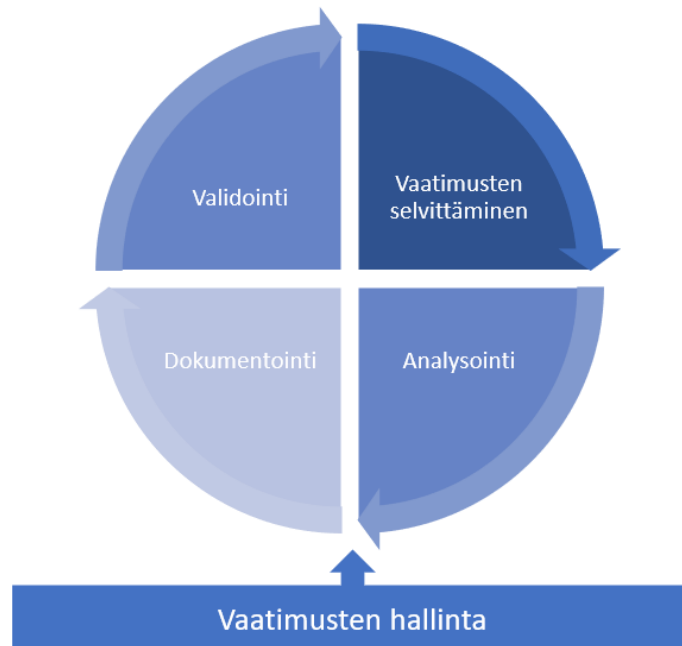 Validointi
Vaatimusten
selvittäminen
Dokumentointi
Analysointi
Vaatimusten hallinta